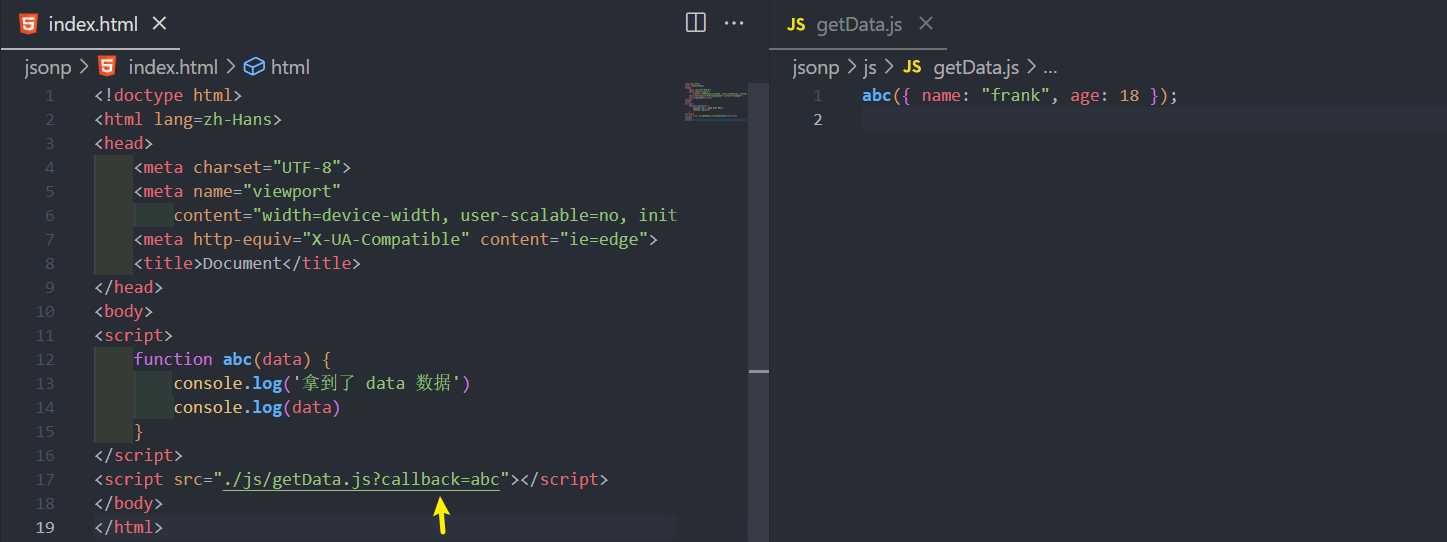 index.html
jsonp > index.html > html
1 <!doctype html>
2 <html lang=zh-Hans>
3 <head>
4 <meta charset="UTF-8">
5 <meta name="viewport"
6 content="width=device-width, user-scalable=no, init
7 <meta http-equiv="X-UA-Compatible" content="ie=edge">
8 <title>Document</title>
9 </head>
10 <body>
11 <script>
12 function abc(data) {
13 console.log('拿到了 data 数据')
14 console.log(data)
15 }
16 </script>
17 <script src="./js/getData.js?callback=abc"></script>
18 </body>
19 </html>
JS getData.js
jsonp > js > JS getData.js > ...
1 abc({ name: "frank", age: 18 });
2